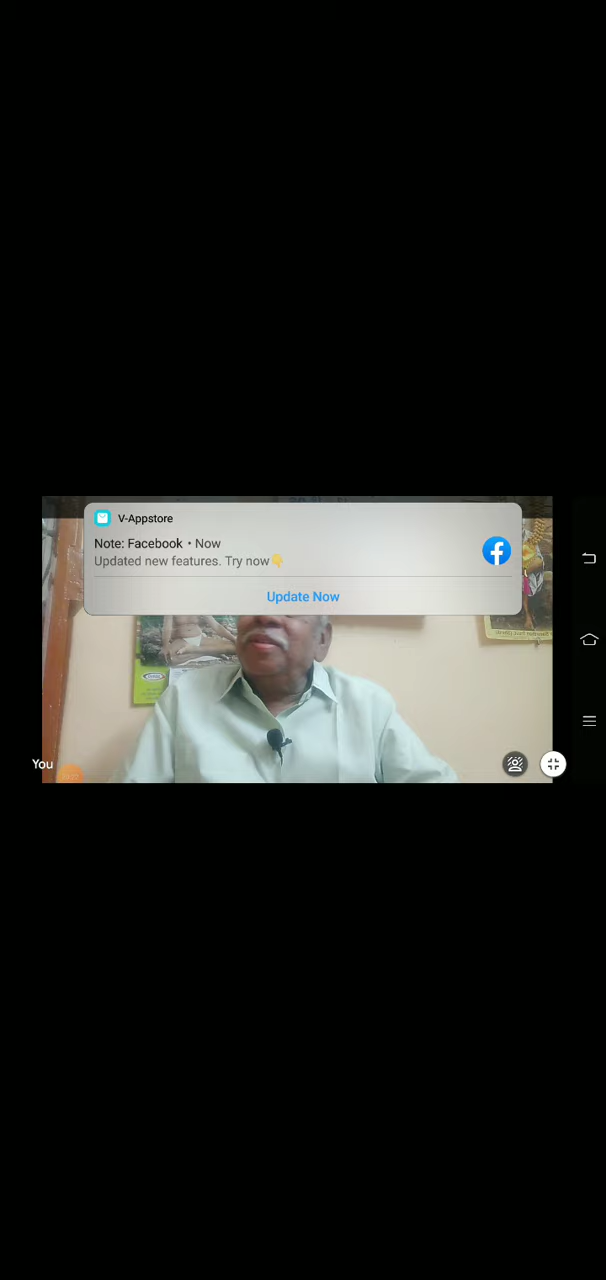 V-Appstore
Note: Facebook • Now
Updated new features. Try now👇
Update Now
You